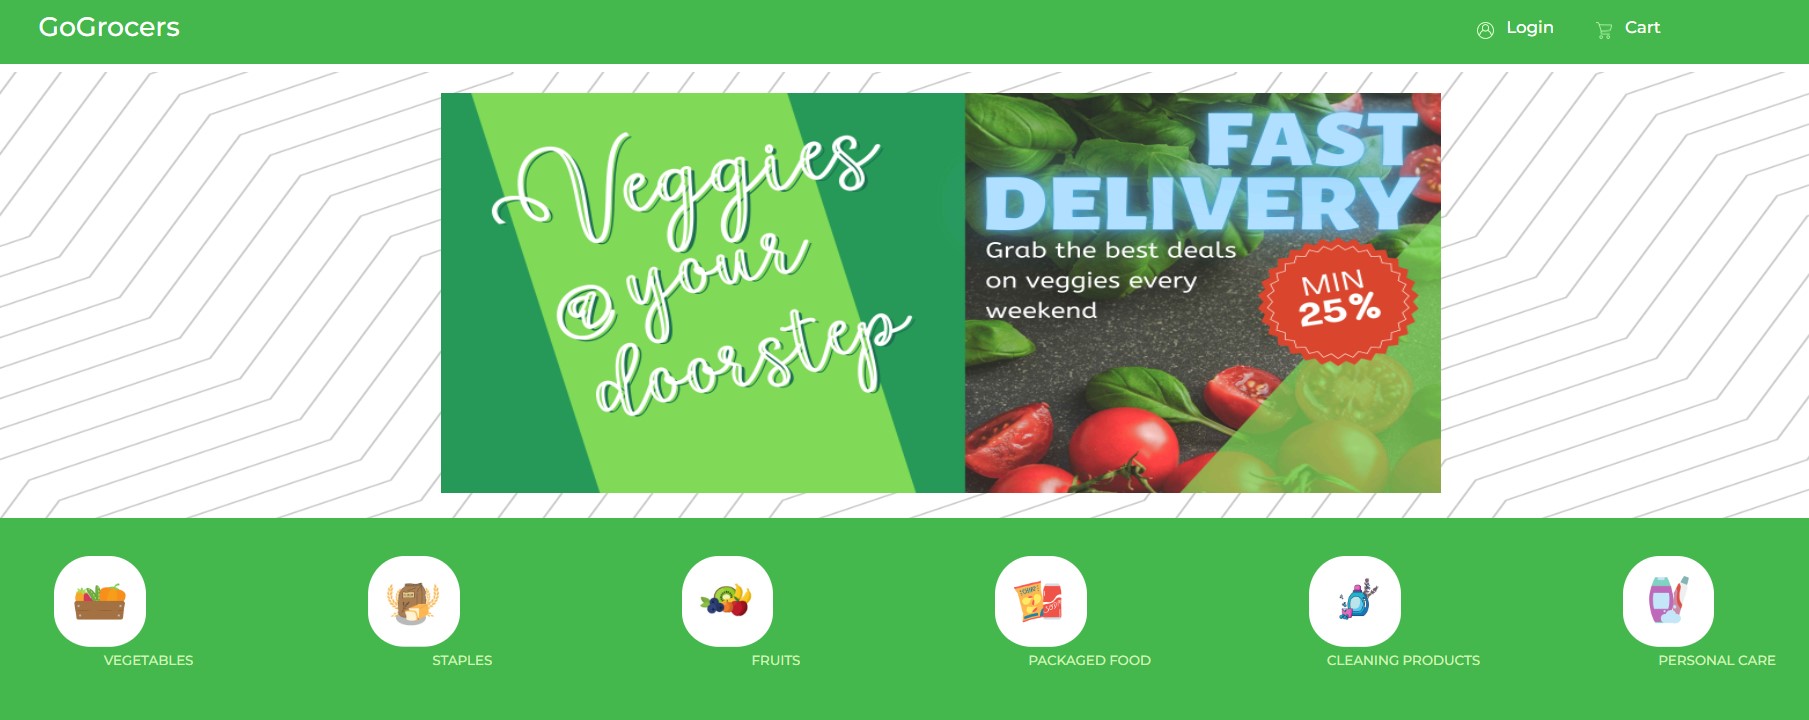 GoGrocers
Login
Cart
Veggies
@ your
doorstep
FAST
DELIVERY
Grab the best deals
on veggies every
weekend
MIN
25%
VEGETABLES
STAPLES
FRUITS
PACKAGED FOOD
CLEANING PRODUCTS
PERSONAL CARE